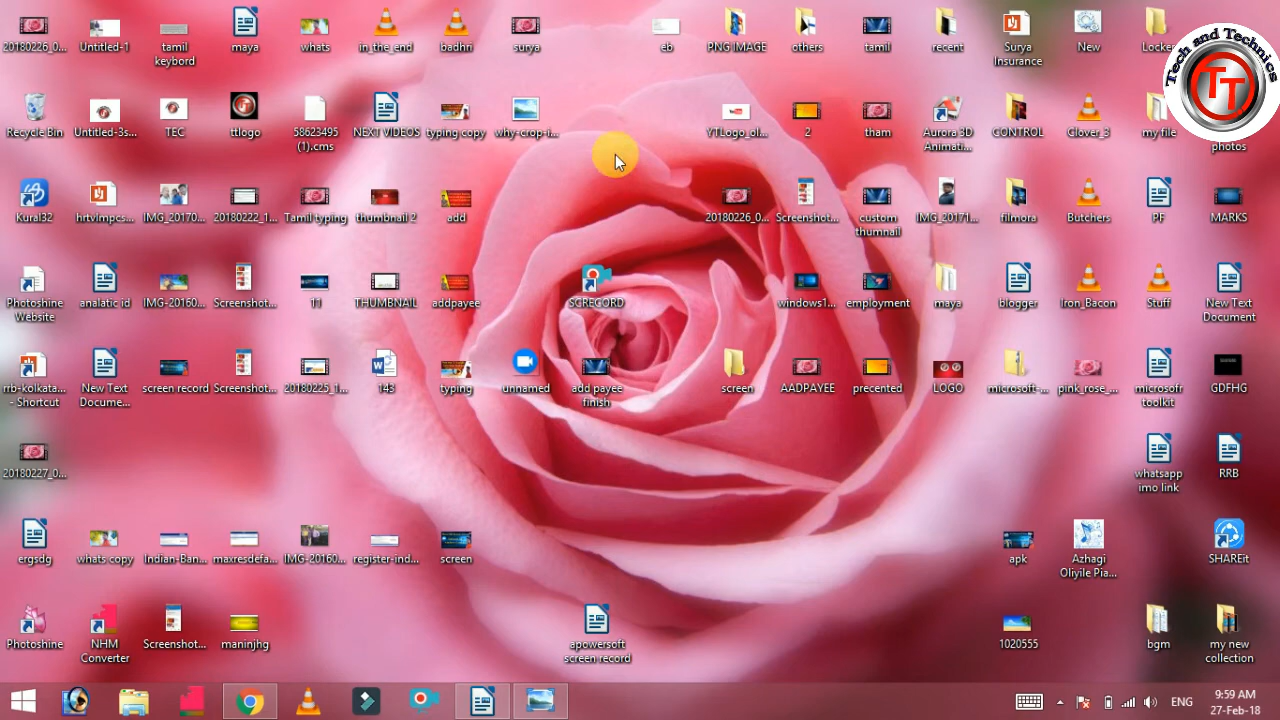 20180226_0...
Untitled-1
tamil
keybord
maya
whats
in_the_end
badhri
surya
eb
PNG IMAGE
others
tamil
recent
Surya
Insurance
New
Locker
Tech and Technics
TT
Recycle Bin
Untitled-3s...
TEC
ttlogo
58623495
(1).cms
NEXT VIDEOS
typing copy
why-crop-i...
YTLogo_ol...
2
tham
Aurora 3D
Animati...
CONTROL
Glover_3
my file
photos
Kural32
hrtvlmpcs...
IMG_20170...
20180222_1...
Tamil typing
thumbnail 2
add
20180226_0...
Screenshot...
custom
thumnail
IMG_20171...
filmora
Butchers
PF
MARKS
Photoshine
Website
analatic id
IMG-20160...
Screenshot...
11
THUMBNAIL
addpayee
SCRECORD
windows1...
employment
maya
blogger
Iron_Bacon
Stuff
New Text
Document
rrb-kolkata...
- Shortcut
New Text
Docume...
screen record
Screenshot...
20180225_1...
143
typing
unnamed
add payee
finish
screen
AADPAYEE
precented
LOGO
microsoft-...
pink_rose_...
microsoft
toolkit
GDFHG
20180227_0...
whatsapp
imo link
RRB
ergsdg
whats copy
Indian-Ban...
maxresdefa...
IMG-20160...
register-ind...
screen
apk
Azhagi
Oliyile Pia...
SHAREit
Photoshine
NHM
Converter
Screenshot...
maninjhg
apowersoft
screen record
1020555
bgm
my new
collection
ENG
9:59 AM
27-Feb-18